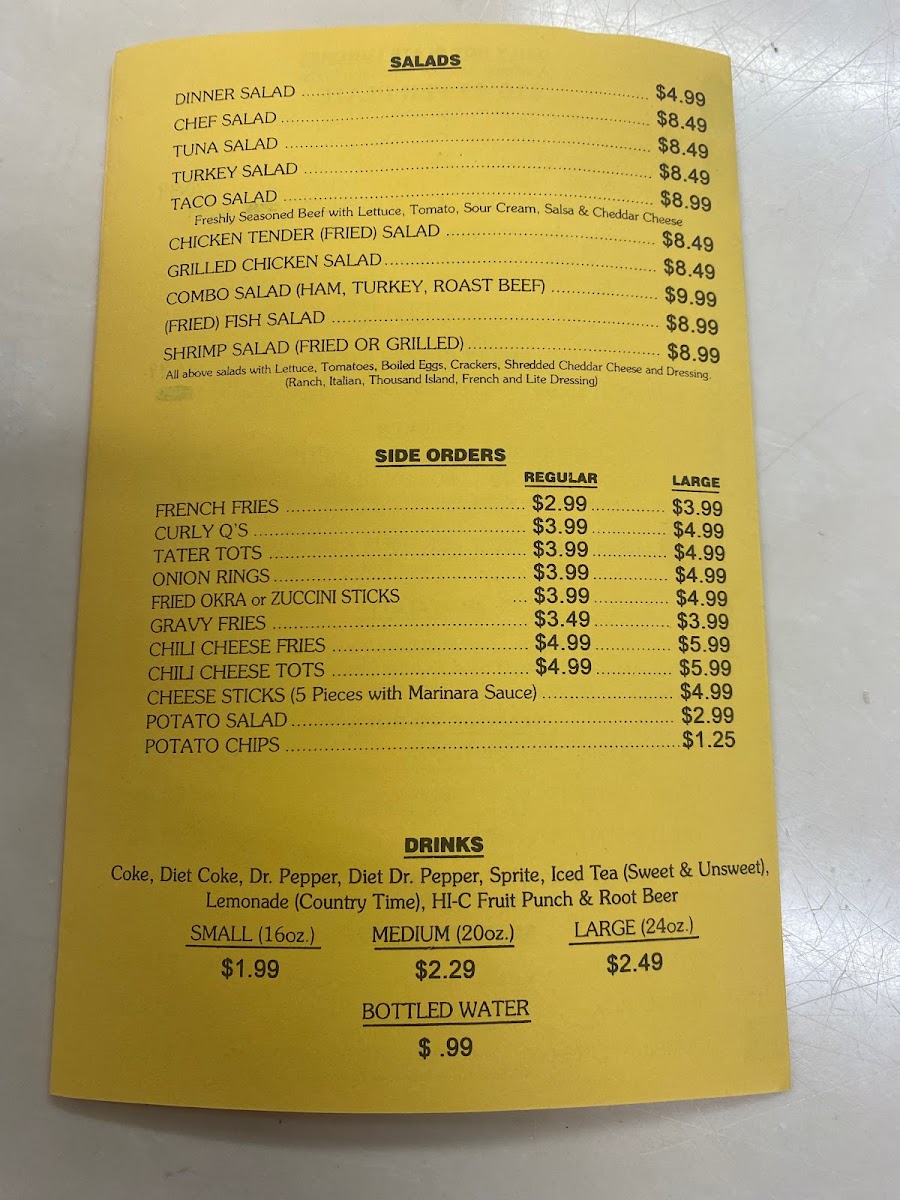 SALADS
DINNER SALAD ........ $4.99
CHEF SALAD ........ $8.49
TUNA SALAD ........ $8.49
TURKEY SALAD ........ $8.49
TACO SALAD ........ $8.99
Freshly Seasoned Beef with Lettuce, Tomato, Sour Cream, Salsa & Cheddar Cheese
CHICKEN TENDER (FRIED) SALAD ........ $8.49
GRILLED CHICKEN SALAD ........ $8.49
COMBO SALAD (HAM, TURKEY, ROAST BEEF) ........ $9.99
(FRIED) FISH SALAD ........ $8.99
SHRIMP SALAD (FRIED OR GRILLED) ........ $8.99
All above salads with Lettuce, Tomatoes, Boiled Eggs, Crackers, Shredded Cheddar Cheese and Dressing.
(Ranch, Italian, Thousand Island, French and Lite Dressing)
SIDE ORDERS
REGULAR LARGE
FRENCH FRIES ........ $2.99 ........ $3.99
CURLY Q'S ........ $3.99 ........ $4.99
TATER TOTS ........ $3.99 ........ $4.99
ONION RINGS ........ $3.99 ........ $4.99
FRIED OKRA or ZUCCINI STICKS ... $3.99 ........ $4.99
GRAVY FRIES ........ $3.49 ........ $3.99
CHILI CHEESE FRIES ........ $4.99 ........ $5.99
CHILI CHEESE TOTS ........ $4.99 ........ $5.99
CHEESE STICKS (5 Pieces with Marinara Sauce) ........ $4.99
POTATO SALAD ........ $2.99
POTATO CHIPS ........ $1.25
DRINKS
Coke, Diet Coke, Dr. Pepper, Diet Dr. Pepper, Sprite, Iced Tea (Sweet & Unsweet),
Lemonade (Country Time), HI-C Fruit Punch & Root Beer
SMALL (16oz.) MEDIUM (20oz.) LARGE (24oz.)
$1.99 $2.29 $2.49
BOTTLED WATER
$ .99